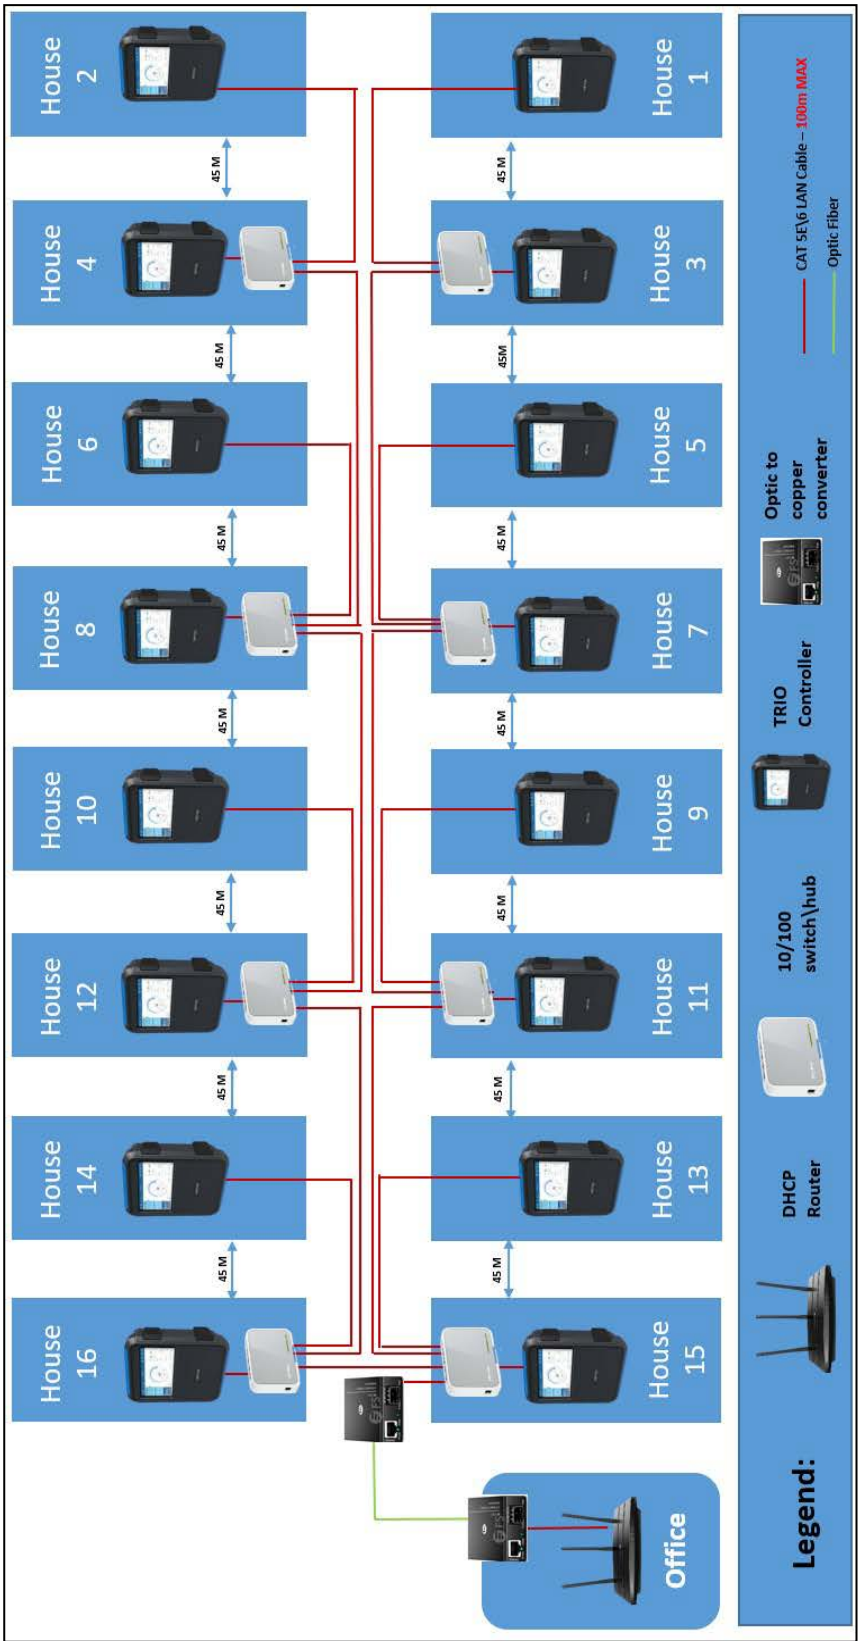 House
2
45 M
House
4
45 M
House
6
45 M
House
8
45 M
House
10
45 M
House
12
45 M
House
14
45 M
House
16
House
1
45 M
House
3
45M
House
5
45 M
House
7
45 M
House
9
45 M
House
11
45 M
House
13
45 M
House
15
Office
Legend:
DHCP
Router
10/100
switch\hub
TRIO
Controller
Optic to
copper
converter
CAT 5E\6 LAN Cable – 100m MAX
Optic Fiber